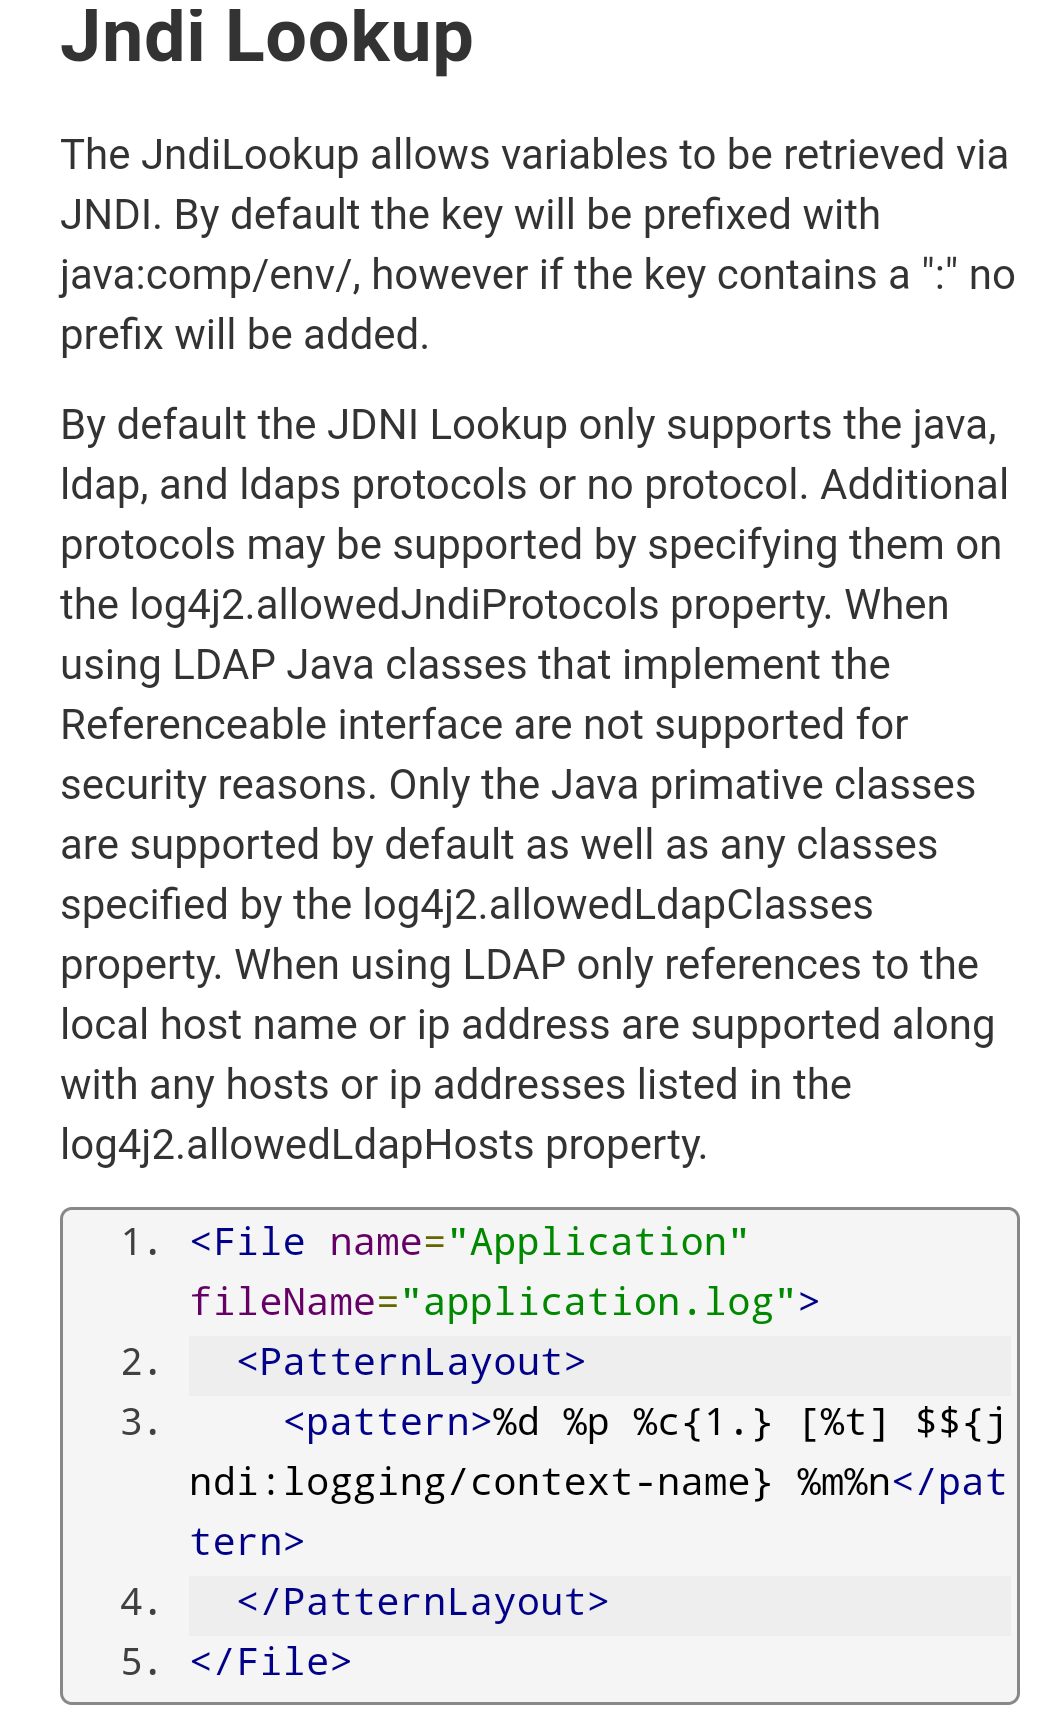 Jndi Lookup
The JndiLookup allows variables to be retrieved via
JNDI. By default the key will be prefixed with
java:comp/env/, however if the key contains a ":" no
prefix will be added.
By default the JDNI Lookup only supports the java,
ldap, and ldaps protocols or no protocol. Additional
protocols may be supported by specifying them on
the log4j2.allowedJndiProtocols property. When
using LDAP Java classes that implement the
Referenceable interface are not supported for
security reasons. Only the Java primative classes
are supported by default as well as any classes
specified by the log4j2.allowedLdapClasses
property. When using LDAP only references to the
local host name or ip address are supported along
with any hosts or ip addresses listed in the
log4j2.allowedLdapHosts property.
1. <File name="Application"
fileName="application.log">
2.   <PatternLayout>
3.     <pattern>%d %p %c{1.} [%t] $${j
ndi:logging/context-name} %m%n</pat
tern>
4.   </PatternLayout>
5. </File>